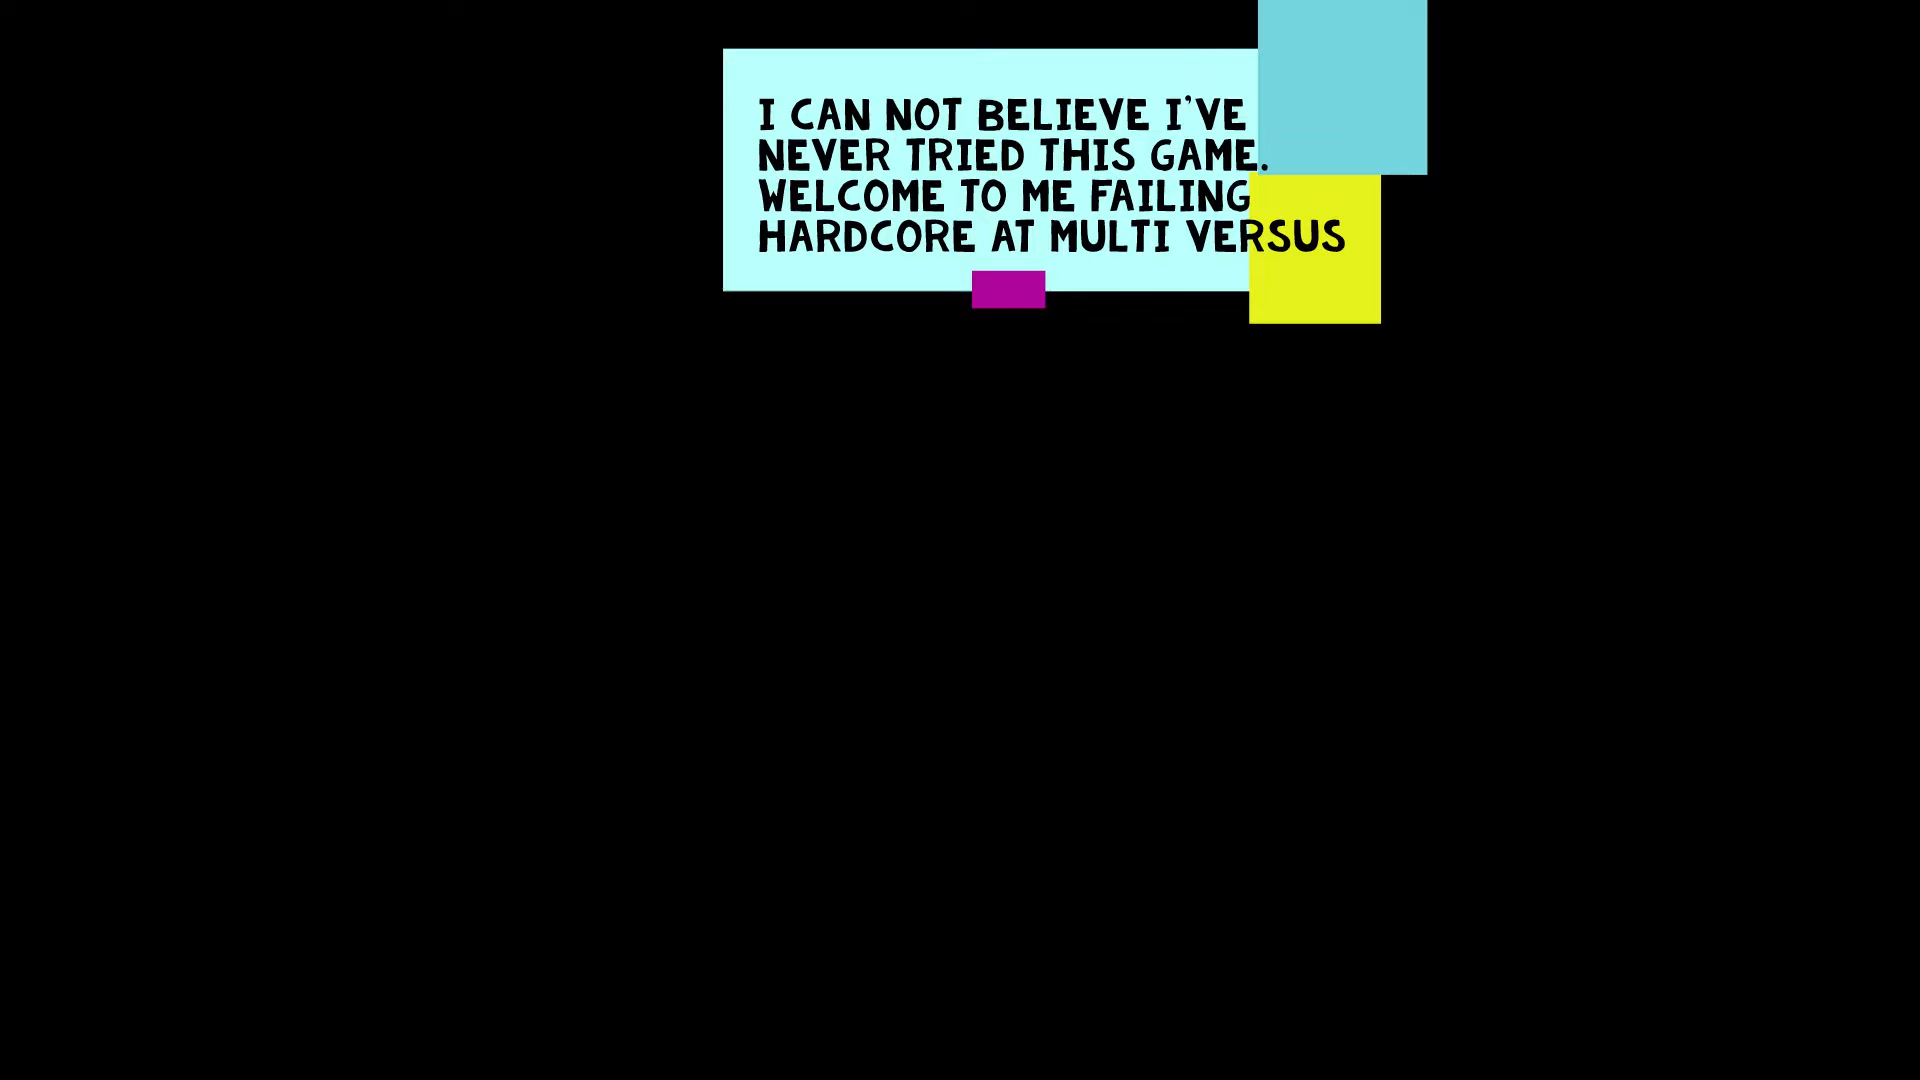 I CAN NOT BELIEVE I'VE
NEVER TRIED THIS GAME.
WELCOME TO ME FAILING
HARDCORE AT MULTI VERSUS